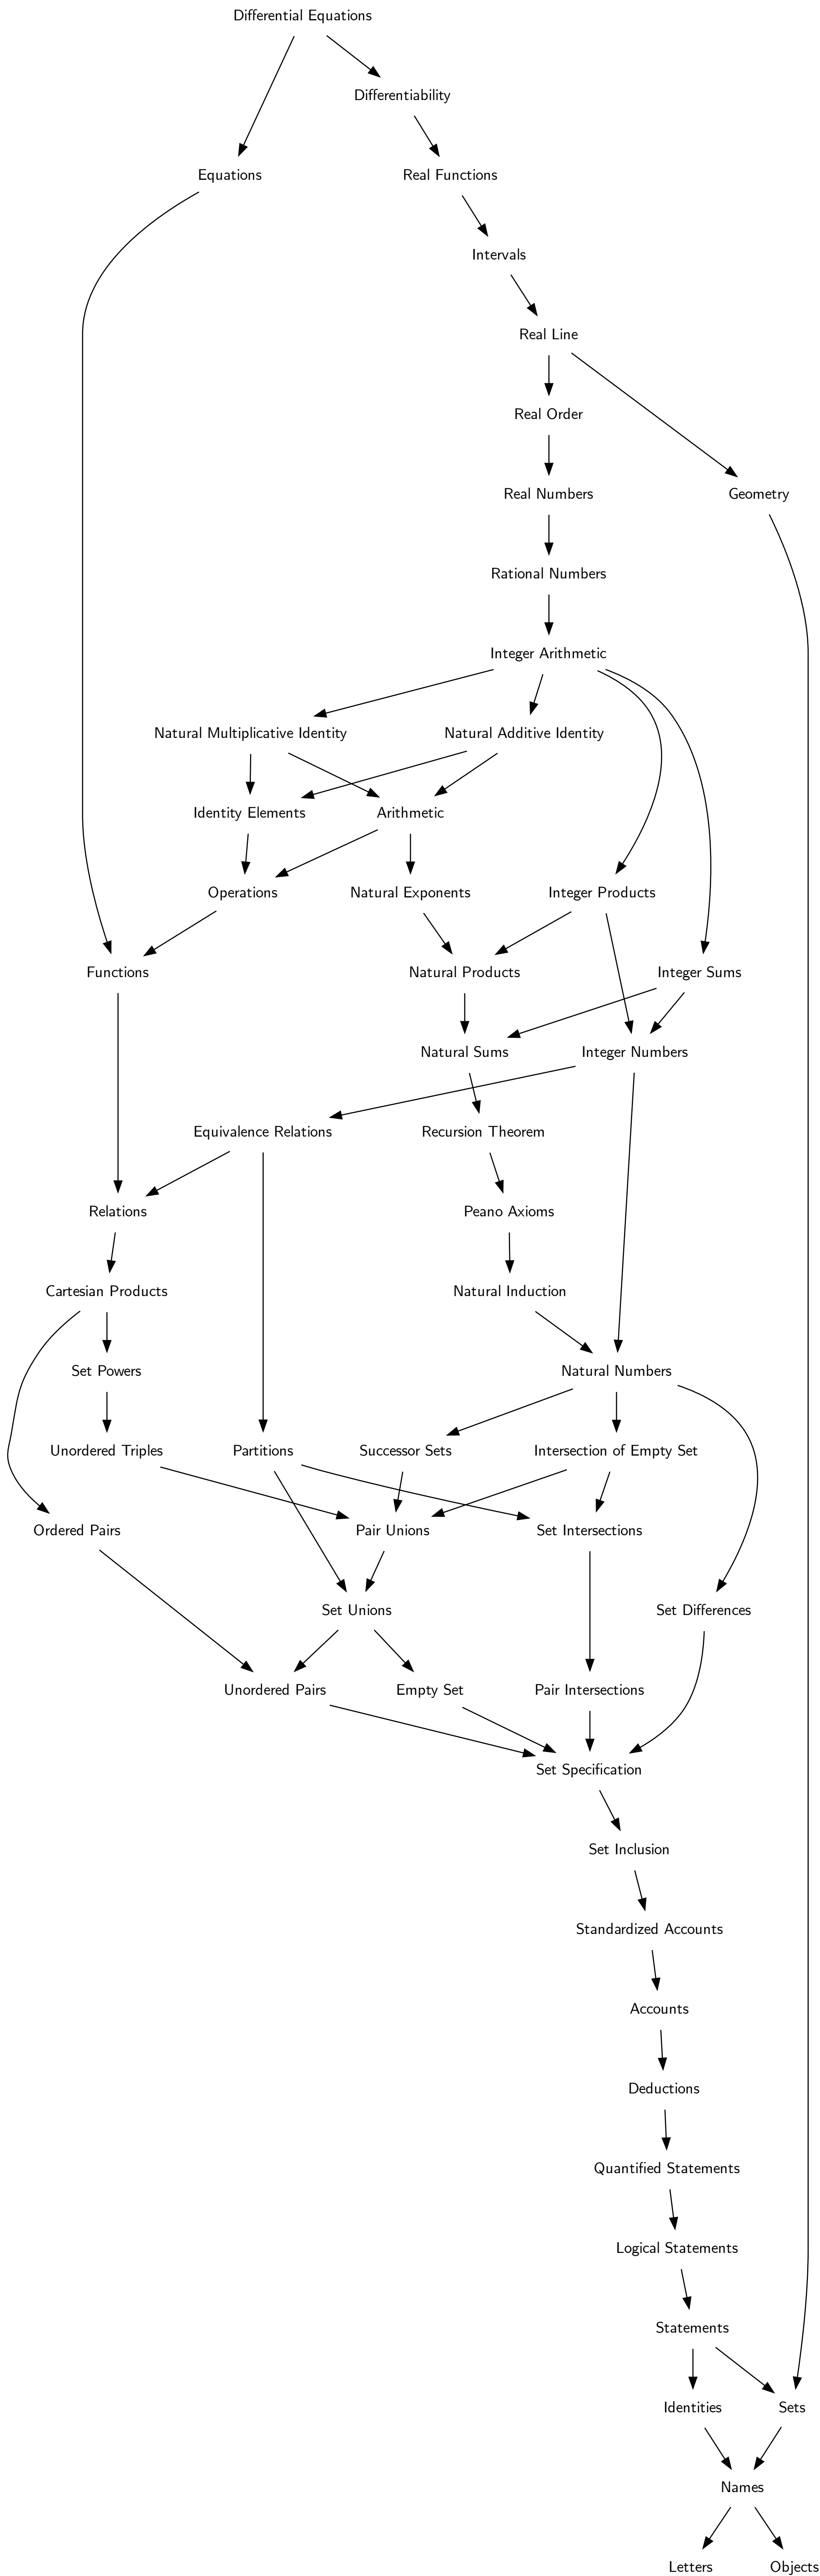 Differential Equations
Differentiability
Equations
Real Functions
Intervals
Real Line
Real Order
Real Numbers
Geometry
Rational Numbers
Integer Arithmetic
Natural Multiplicative Identity
Natural Additive Identity
Identity Elements
Arithmetic
Operations
Natural Exponents
Integer Products
Functions
Natural Products
Integer Sums
Natural Sums
Integer Numbers
Equivalence Relations
Recursion Theorem
Relations
Peano Axioms
Cartesian Products
Natural Induction
Set Powers
Natural Numbers
Unordered Triples
Partitions
Successor Sets
Intersection of Empty Set
Ordered Pairs
Pair Unions
Set Intersections
Set Unions
Set Differences
Unordered Pairs
Empty Set
Pair Intersections
Set Specification
Set Inclusion
Standardized Accounts
Accounts
Deductions
Quantified Statements
Logical Statements
Statements
Identities
Sets
Names
Letters
Objects